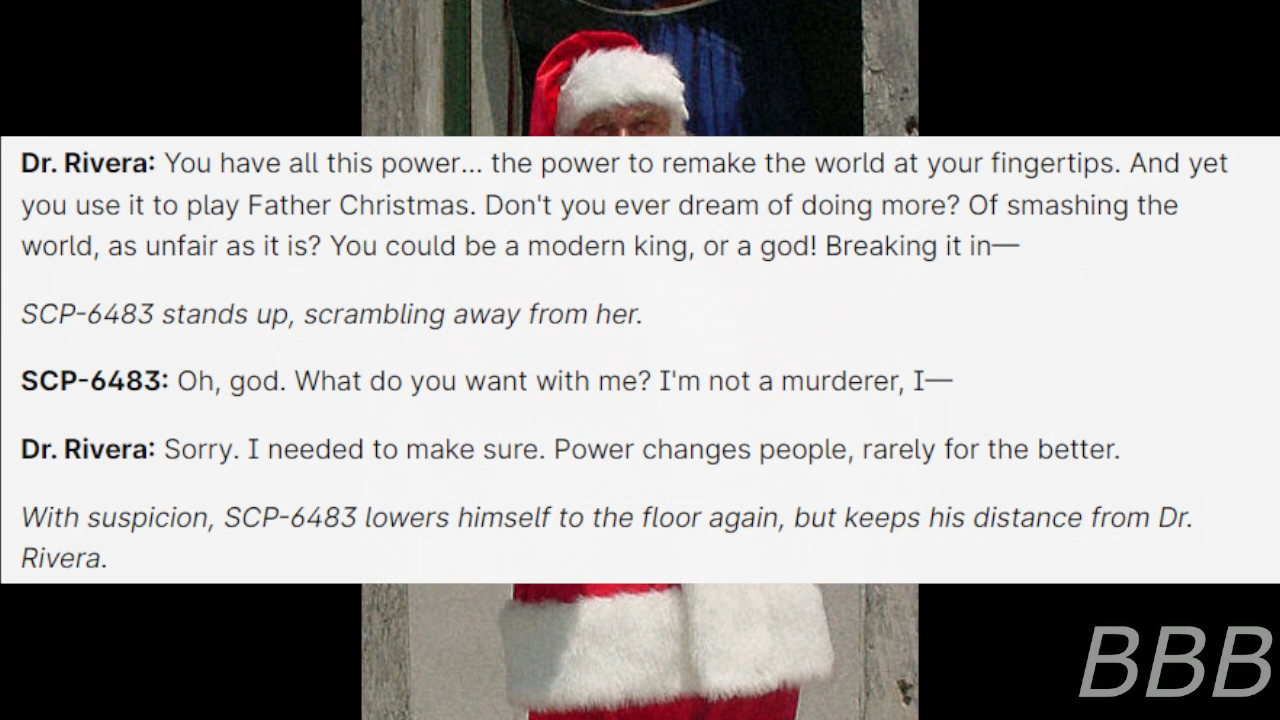 Dr. Rivera: You have all this power... the power to remake the world at your fingertips. And yet
you use it to play Father Christmas. Don't you ever dream of doing more? Of smashing the
world, as unfair as it is? You could be a modern king, or a god! Breaking it in—
SCP-6483 stands up, scrambling away from her.
SCP-6483: Oh, god. What do you want with me? I'm not a murderer, I—
Dr. Rivera: Sorry. I needed to make sure. Power changes people, rarely for the better.
With suspicion, SCP-6483 lowers himself to the floor again, but keeps his distance from Dr.
Rivera.
BBB